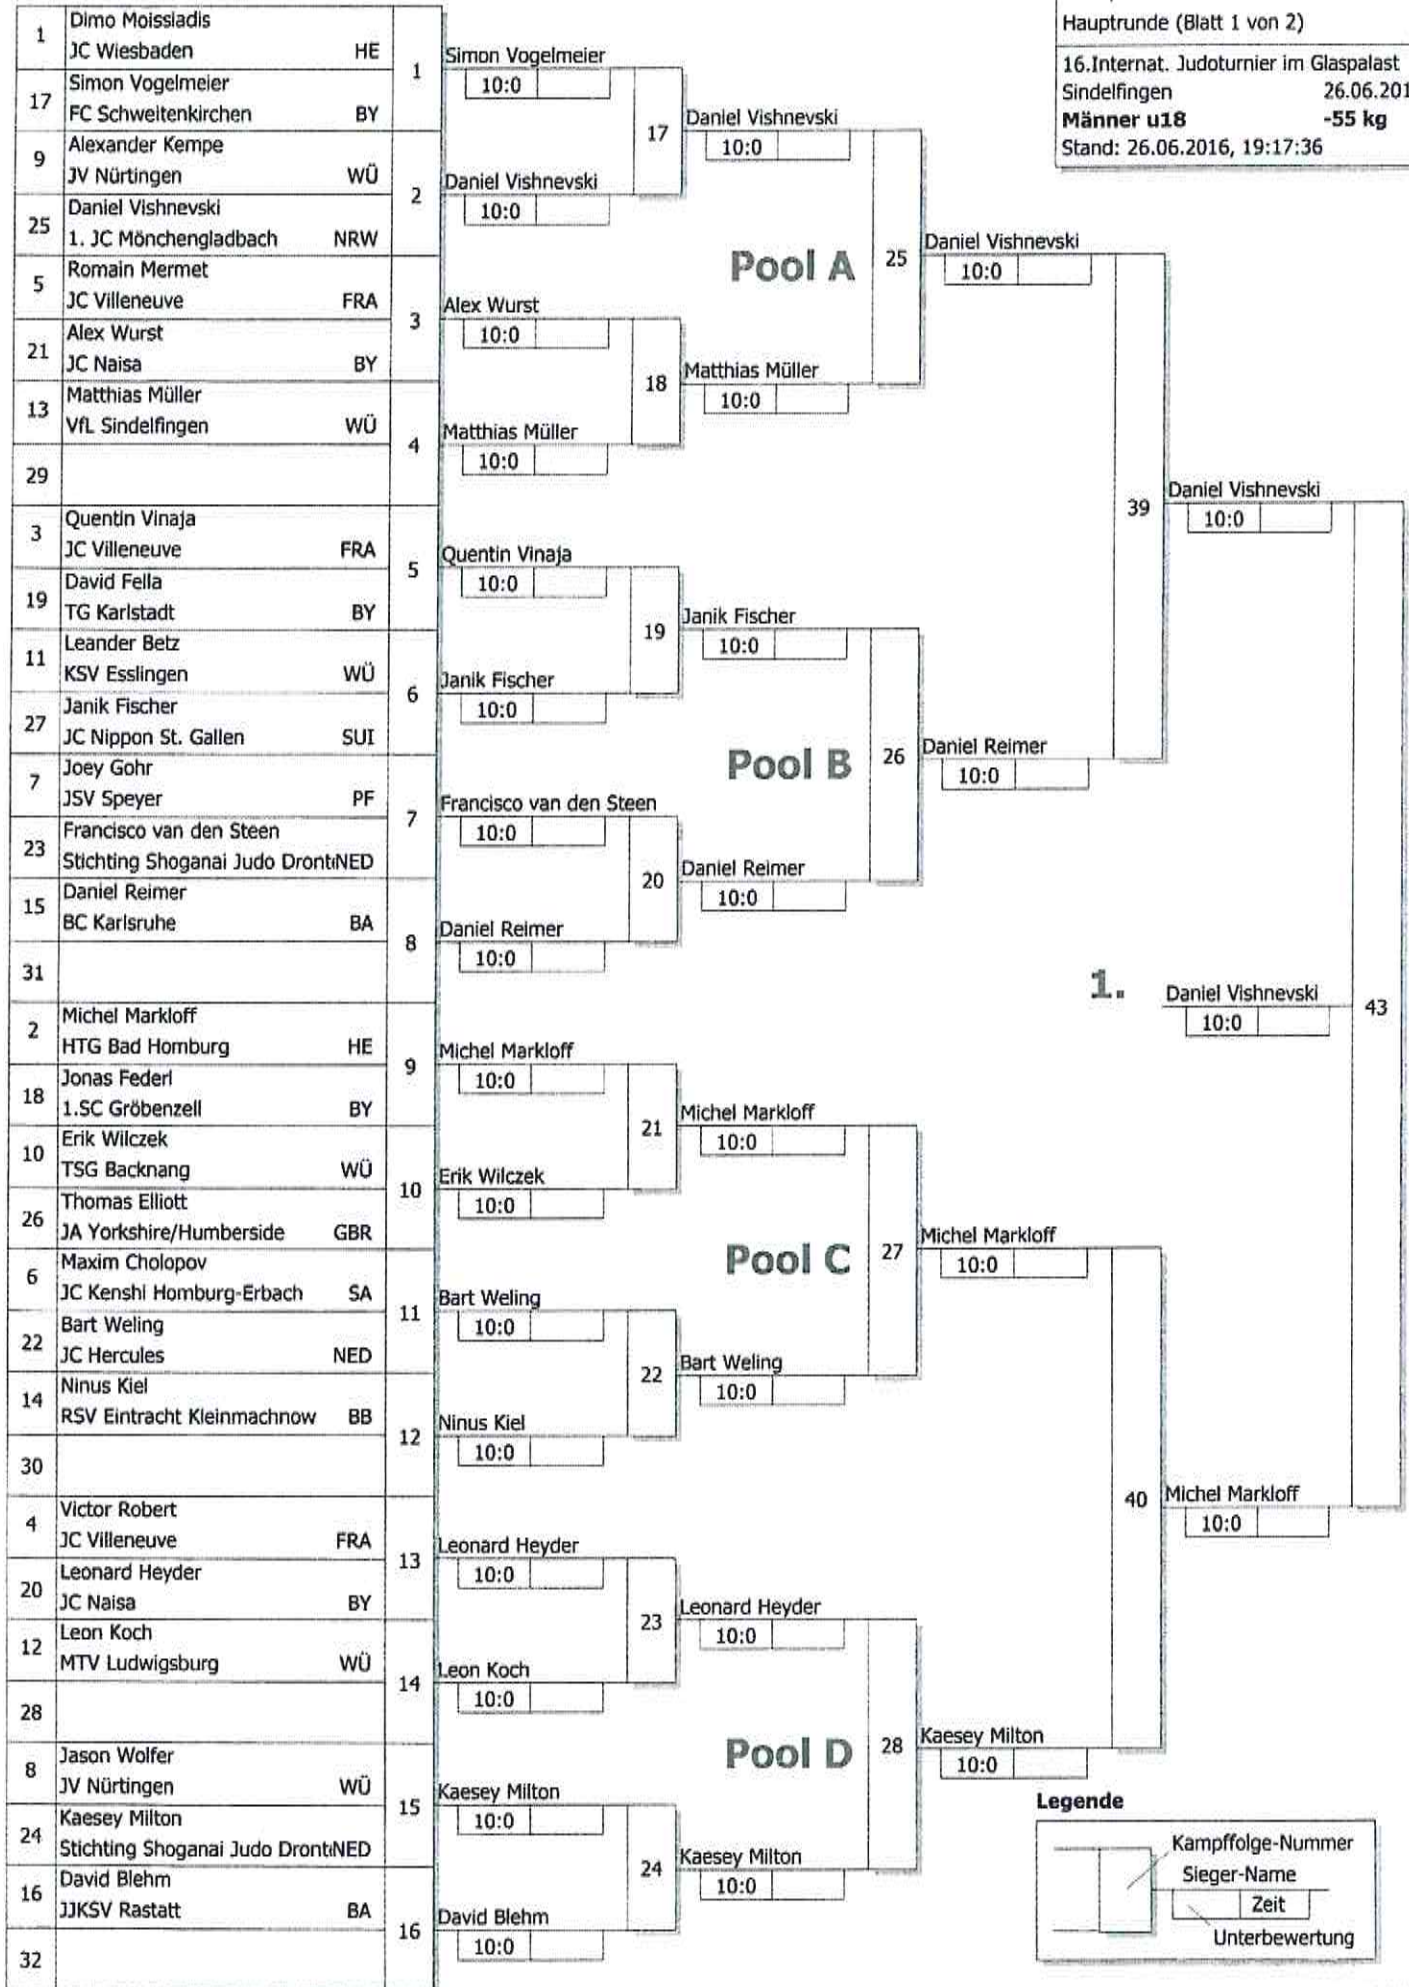 Hauptrunde (Blatt 1 von 2)
16.Internat. Judoturnier im Glaspalast
Sindelfingen 26.06.201
Männer u18 -55 kg
Stand: 26.06.2016, 19:17:36
1 Dimo Moissiadis
JC Wiesbaden HE
17 Simon Vogelmeier
FC Schweitenkirchen BY
9 Alexander Kempe
JV Nürtingen WÜ
25 Daniel Vishnevski
1. JC Mönchengladbach NRW
5 Romain Mermet
JC Villeneuve FRA
21 Alex Wurst
JC Naisa BY
13 Matthias Müller
VfL Sindelfingen WÜ
29
3 Quentin Vinaja
JC Villeneuve FRA
19 David Fella
TG Karlstadt BY
11 Leander Betz
KSV Esslingen WÜ
27 Janik Fischer
JC Nippon St. Gallen SUI
7 Joey Gohr
JSV Speyer PF
23 Francisco van den Steen
Stichting Shoganai Judo Dronti NED
15 Daniel Reimer
BC Karlsruhe BA
31
2 Michel Markloff
HTG Bad Homburg HE
18 Jonas Federl
1.SC Gröbenzell BY
10 Erik Wilczek
TSG Backnang WÜ
26 Thomas Elliott
JA Yorkshire/Humberside GBR
6 Maxim Cholopov
JC Kenshi Homburg-Erbach SA
22 Bart Weling
JC Hercules NED
14 Ninus Kiel
RSV Eintracht Kleinmachnow BB
30
4 Victor Robert
JC Villeneuve FRA
20 Leonard Heyder
JC Naisa BY
12 Leon Koch
MTV Ludwigsburg WÜ
28
8 Jason Wolfer
JV Nürtingen WÜ
24 Kaesey Milton
Stichting Shoganai Judo Dronti NED
16 David Blehm
JJKSV Rastatt BA
32
1 Simon Vogelmeier
10:0
2 Daniel Vishnevski
10:0
3 Alex Wurst
10:0
4 Matthias Müller
10:0
5 Quentin Vinaja
10:0
6 Janik Fischer
10:0
7 Francisco van den Steen
10:0
8 Daniel Reimer
10:0
9 Michel Markloff
10:0
10 Erik Wilczek
10:0
11 Bart Weling
10:0
12 Ninus Kiel
10:0
13 Leonard Heyder
10:0
14 Leon Koch
10:0
15 Kaesey Milton
10:0
16 David Blehm
10:0
17 Daniel Vishnevski
10:0
18 Matthias Müller
10:0
19 Janik Fischer
10:0
20 Daniel Reimer
10:0
21 Michel Markloff
10:0
22 Bart Weling
10:0
23 Leonard Heyder
10:0
24 Kaesey Milton
10:0
Pool A
25 Daniel Vishnevski
10:0
Pool B
26 Daniel Reimer
10:0
Pool C
27 Michel Markloff
10:0
Pool D
28 Kaesey Milton
10:0
39 Daniel Vishnevski
10:0
40 Michel Markloff
10:0
1. Daniel Vishnevski 43
10:0
Legende
Kampffolge-Nummer
Sieger-Name
Zeit
Unterbewertung